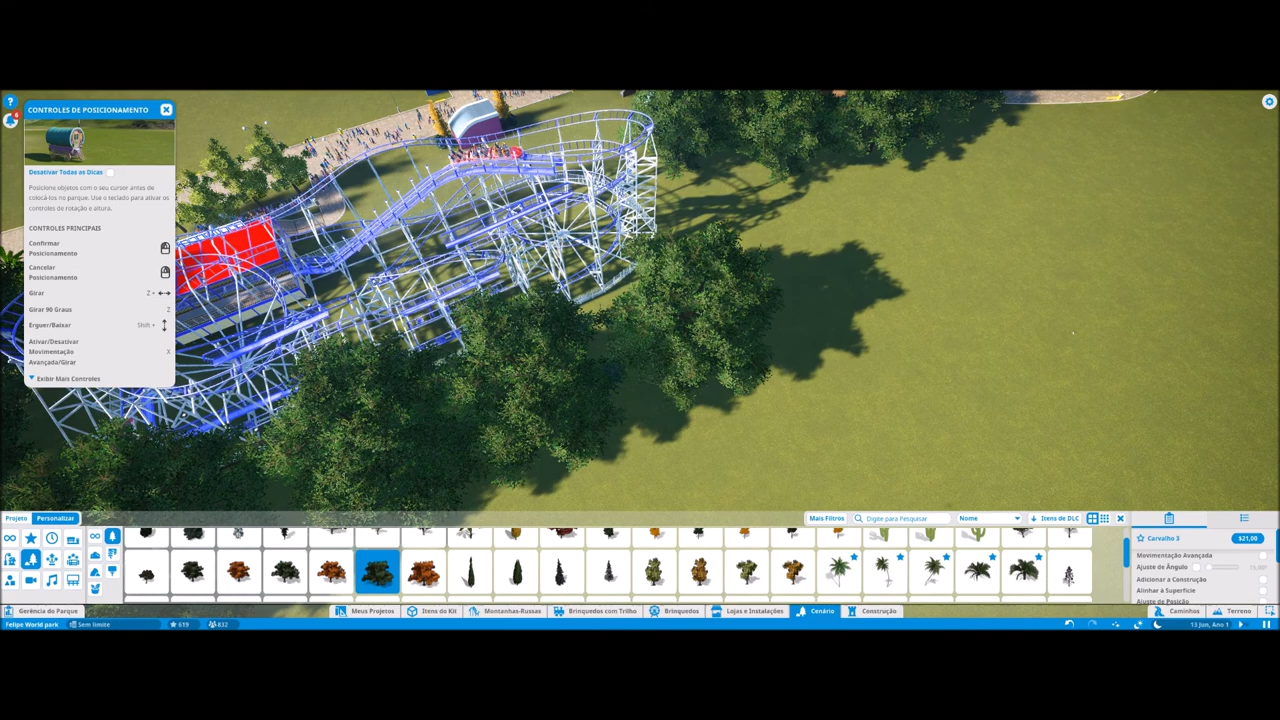 ?
6
CONTROLES DE POSICIONAMENTO
Desativar Todas as Dicas
Posicione objetos com o seu cursor antes de
colocá-los no parque. Use o teclado para ativar os
controles de rotação e altura.
CONTROLES PRINCIPAIS
Confirmar
Posicionamento
Cancelar
Posicionamento
Girar Z +
Girar 90 Graus Z
Erguer/Baixar Shift +
Ativar/Desativar
Movimentação X
Avançada/Girar
Exibir Mais Controles
Projeto Personalizar
Mais Filtros Digite para Pesquisar Nome Itens de DLC
Carvalho 3 $21,00
Movimentação Avançada
Ajuste de Ângulo
Adicionar a Construção
Alinhar à Superfície
Ajuste de Posição
Gerência do Parque Meus Projetos Itens do Kit Montanhas-Russas Brinquedos com Trilho Brinquedos Lojas e Instalações Cenário Construção Caminhos Terreno
Felipe World park Sem limite 619 832 13 Jun, Ano 1